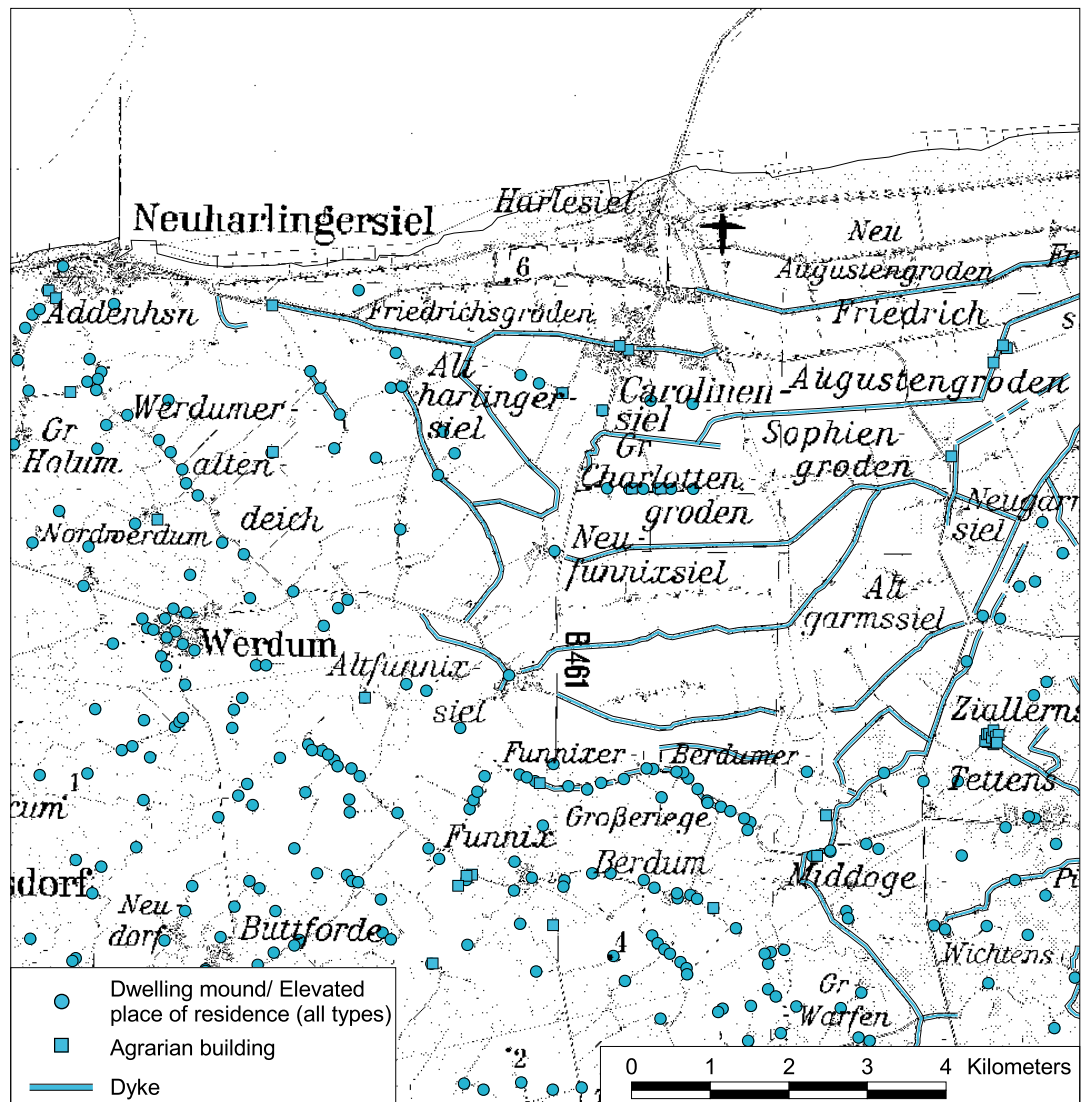 Harlesiel
Neuharlingersiel
Neu
Augustengroden
Fr
6
Addenhsn
Friedrichsgroden
Friedrich
s
Alt
harlinger-
siel
Carolinen-
siel
Augustengroden
Werdumer-
alten
deich
Gr
Holum
Gr
Charlotten
groden
Sophien-
groden
Nordwerdum
Neu-
funnixsiel
Neugarm
siel
Alt
garmssiel
Werdum
B461
Altfunnix-
siel
Ziallerns
Funnixer-
Berdumer
Tettens
1
cum
Großeriege
Funnix
Berdum
Middoge
Pi
sdorf
Neu-
dorf
Buttforde
4
Wichtens
Gr
Warfen
2
Dwelling mound/ Elevated
place of residence (all types)
Agrarian building
Dyke
0 1 2 3 4 Kilometers